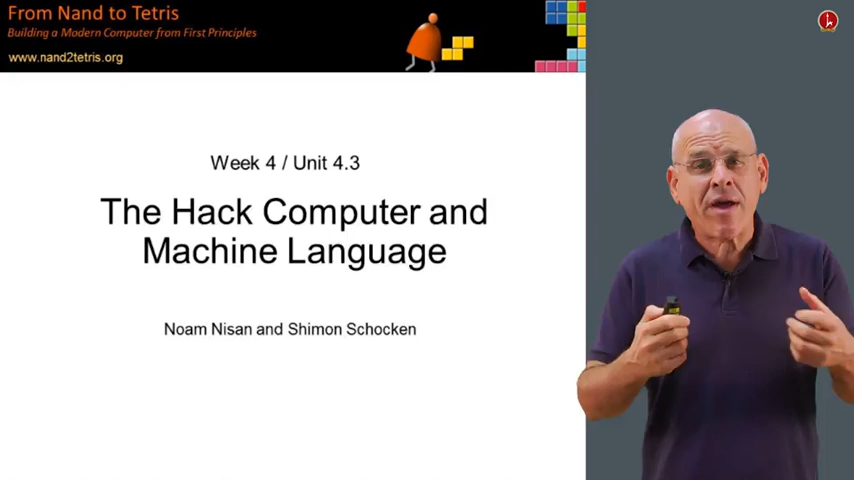 From Nand to Tetris
Building a Modern Computer from First Principles
www.nand2tetris.org
Week 4 / Unit 4.3
The Hack Computer and
Machine Language
Noam Nisan and Shimon Schocken